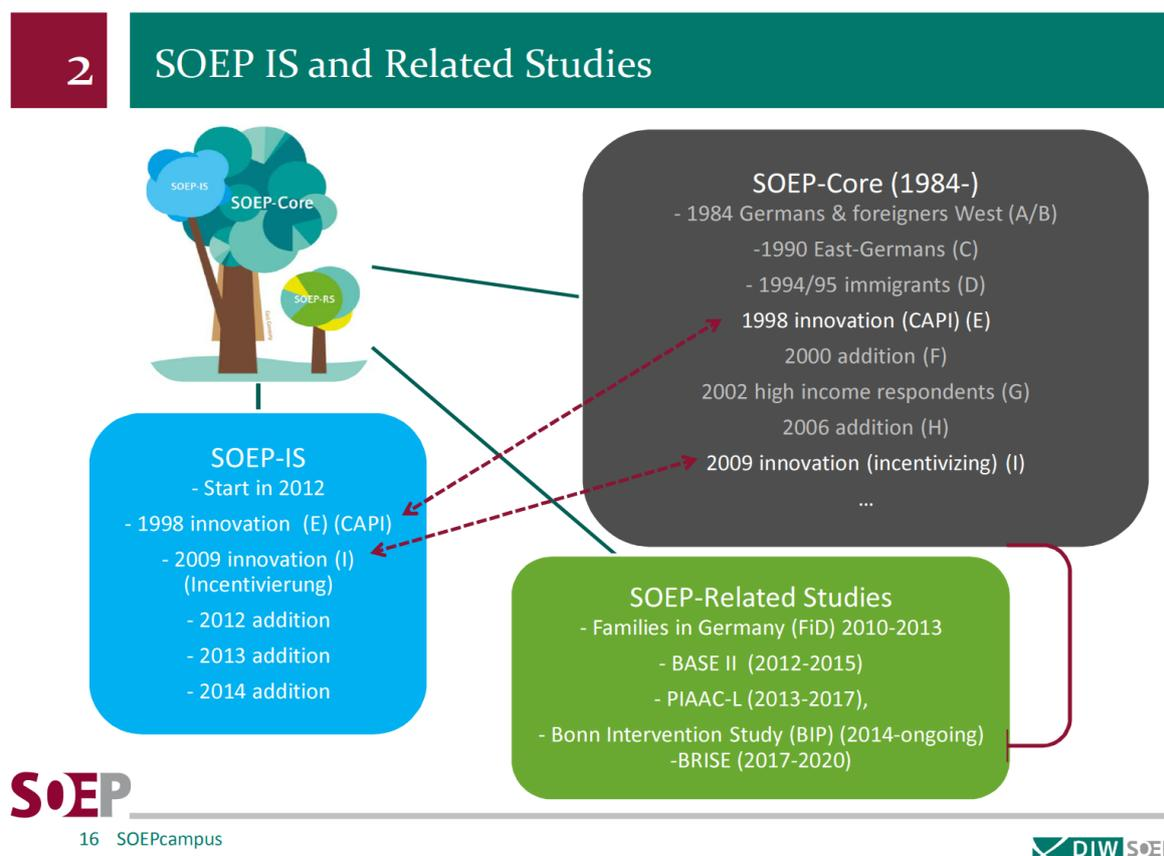 2
SOEP IS and Related Studies
SOEP-IS
SOEP-Core
SOEP-RS
SOEP-Core (1984-)
- 1984 Germans & foreigners West (A/B)
-1990 East-Germans (C)
- 1994/95 immigrants (D)
1998 innovation (CAPI) (E)
2000 addition (F)
2002 high income respondents (G)
2006 addition (H)
2009 innovation (incentivizing) (I)
...
SOEP-IS
- Start in 2012
- 1998 innovation (E) (CAPI)
- 2009 innovation (I)
(Incentivierung)
- 2012 addition
- 2013 addition
- 2014 addition
SOEP-Related Studies
- Families in Germany (FiD) 2010-2013
- BASE II (2012-2015)
- PIAAC-L (2013-2017),
- Bonn Intervention Study (BIP) (2014-ongoing)
-BRISE (2017-2020)
SOEP
16 SOEPcampus
DIW SOEP